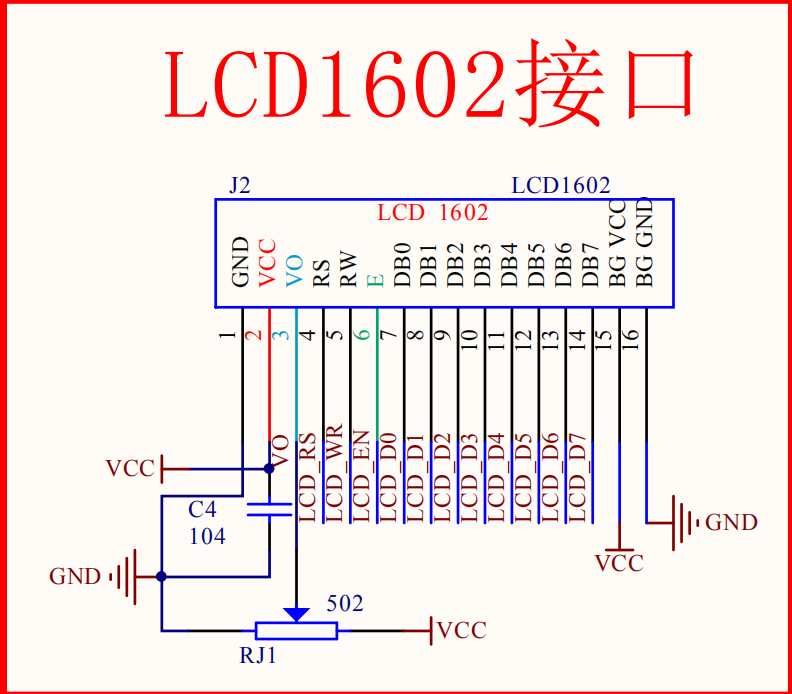 LCD1602接口
J2
LCD1602
LCD 1602
GND
VCC
VO
RS
RW
E
DB0
DB1
DB2
DB3
DB4
DB5
DB6
DB7
BG VCC
BG GND
1
2
3
4
5
6
7
8
9
10
11
12
13
14
15
16
VO
LCD_RS
LCD_WR
LCD_EN
LCD_D0
LCD_D1
LCD_D2
LCD_D3
LCD_D4
LCD_D5
LCD_D6
LCD_D7
VCC
C4
104
GND
VCC
GND
502
VCC
RJ1